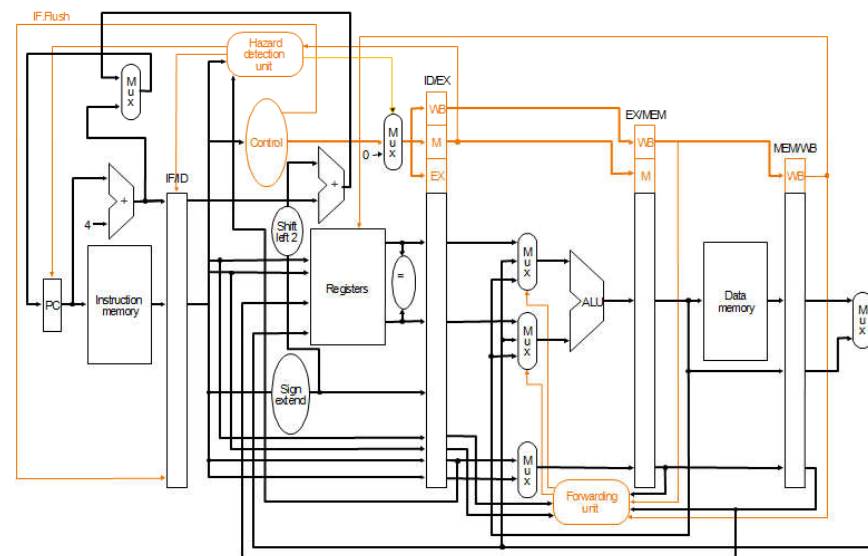 IF.Flush
Hazard
detection
unit
ID/EX
M
u
x
WB
EX/MEM
Control
M
u
x
M
WB
MEM/WB
0
IF/ID
+
EX
M
WB
+
4
Shift
left 2
M
u
x
Registers
=
PC
Instruction
memory
ALU
Data
memory
M
u
x
M
u
x
Sign
extend
M
u
x
Forwarding
unit